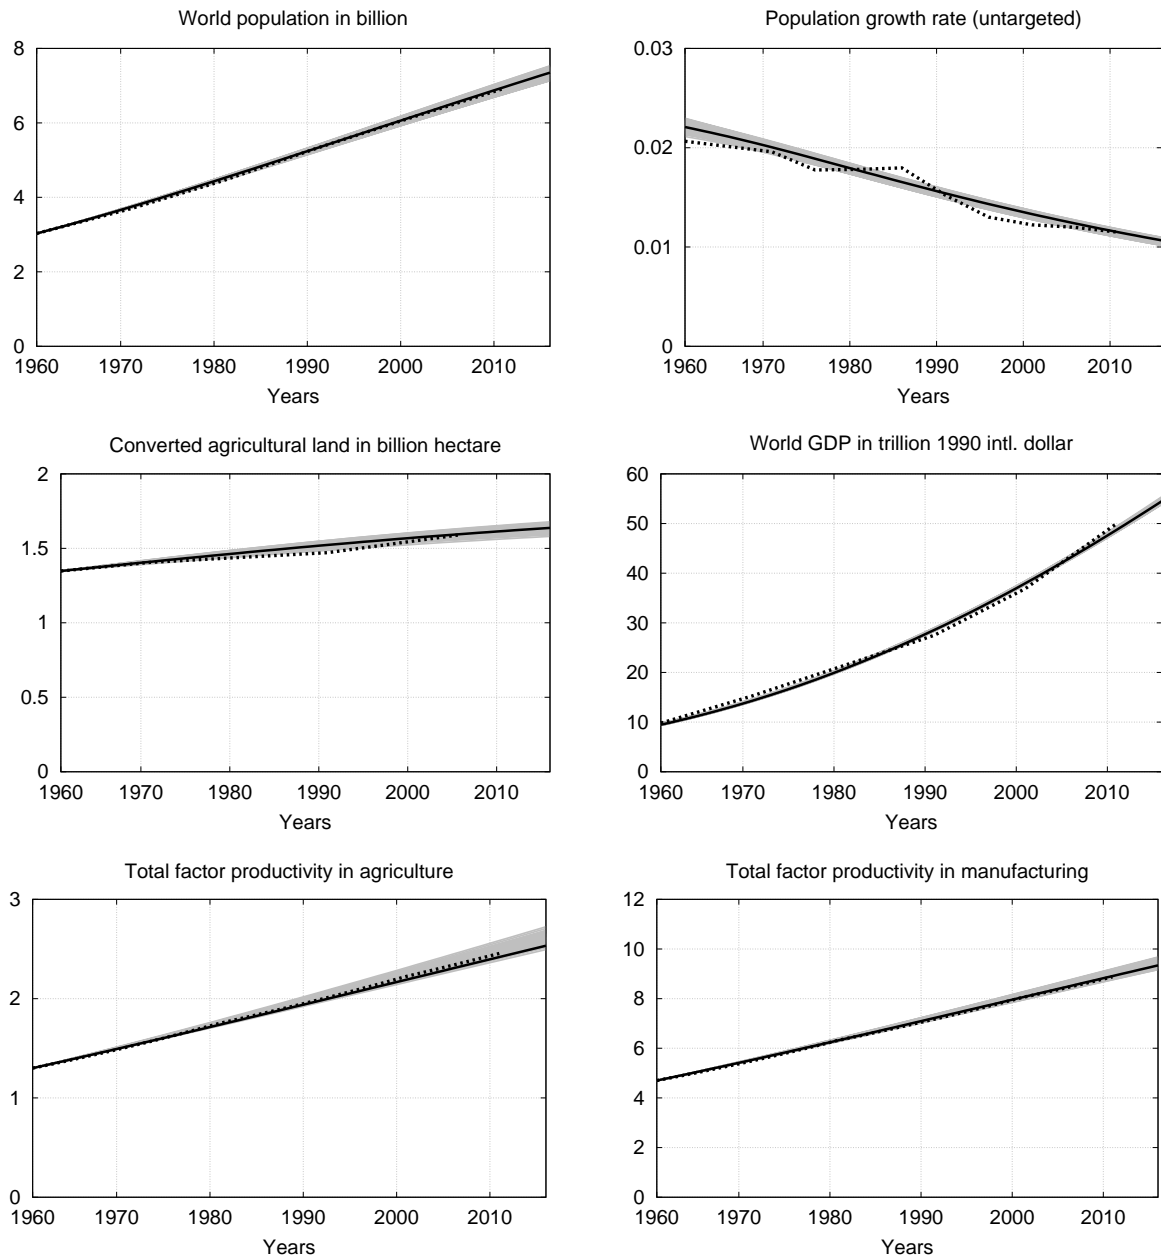 World population in billion
8
6
4
2
0
1960 1970 1980 1990 2000 2010
Years
Population growth rate (untargeted)
0.03
0.02
0.01
0
1960 1970 1980 1990 2000 2010
Years
Converted agricultural land in billion hectare
2
1.5
1
0.5
0
1960 1970 1980 1990 2000 2010
Years
World GDP in trillion 1990 intl. dollar
60
50
40
30
20
10
0
1960 1970 1980 1990 2000 2010
Years
Total factor productivity in agriculture
3
2
1
0
1960 1970 1980 1990 2000 2010
Years
Total factor productivity in manufacturing
12
10
8
6
4
2
0
1960 1970 1980 1990 2000 2010
Years